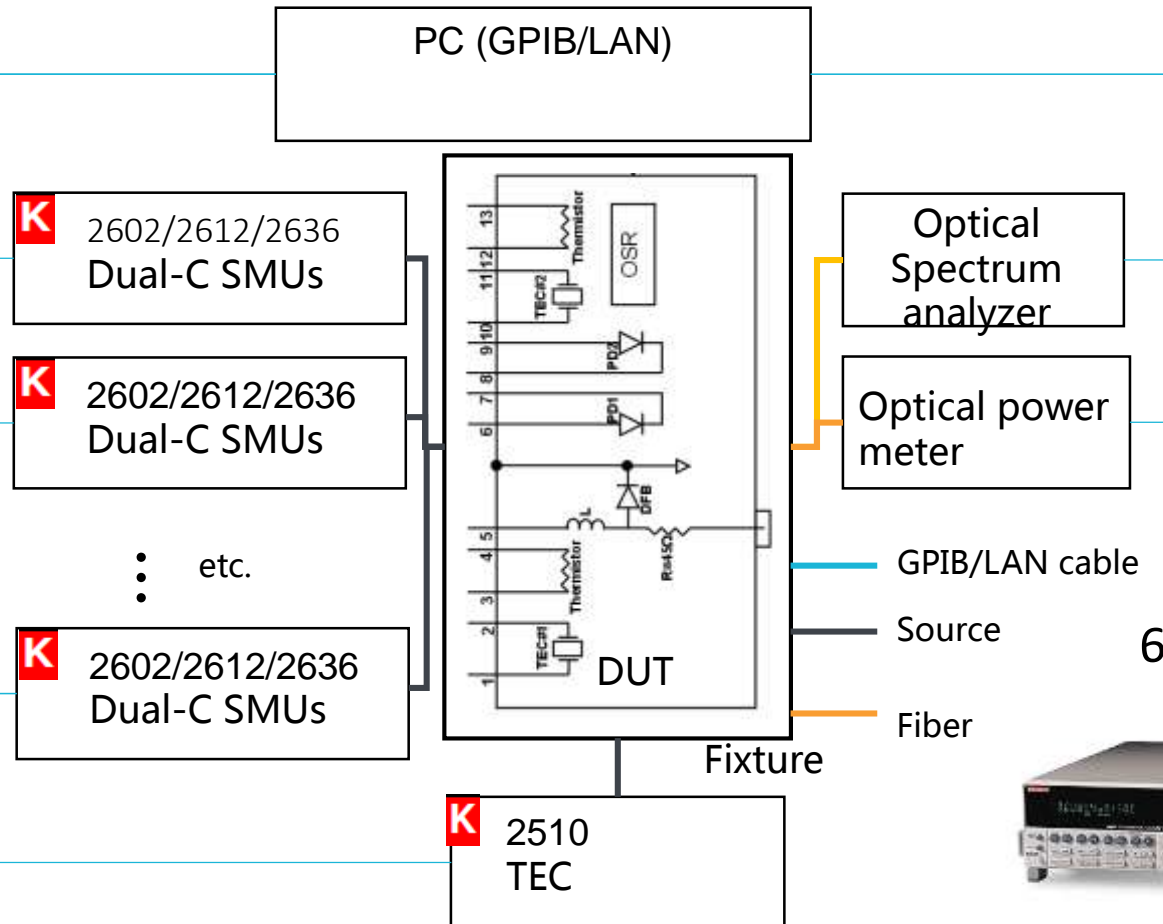 PC (GPIB/LAN)
K
2602/2612/2636
Dual-C SMUs
K
2602/2612/2636
Dual-C SMUs
etc.
K
2602/2612/2636
Dual-C SMUs
13
12
11
10
9
8
7
6
5
4
3
2
1
Thermistor
OSR
TEC#2
PD2
PD1
DFB
L
R=45Ω
Thermistor
TEC#1
DUT
Fixture
K
2510
TEC
Optical
Spectrum
analyzer
Optical power
meter
GPIB/LAN cable
Source
Fiber
6